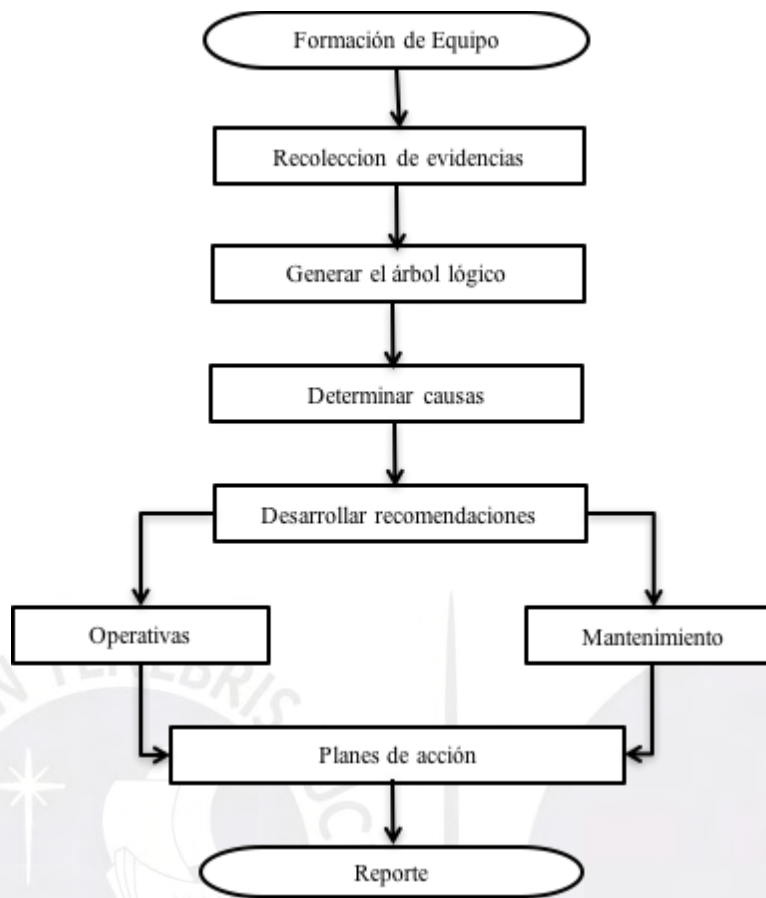 Formación de Equipo
Recoleccion de evidencias
Generar el árbol lógico
Determinar causas
Desarrollar recomendaciones
Operativas
Mantenimiento
Planes de acción
Reporte